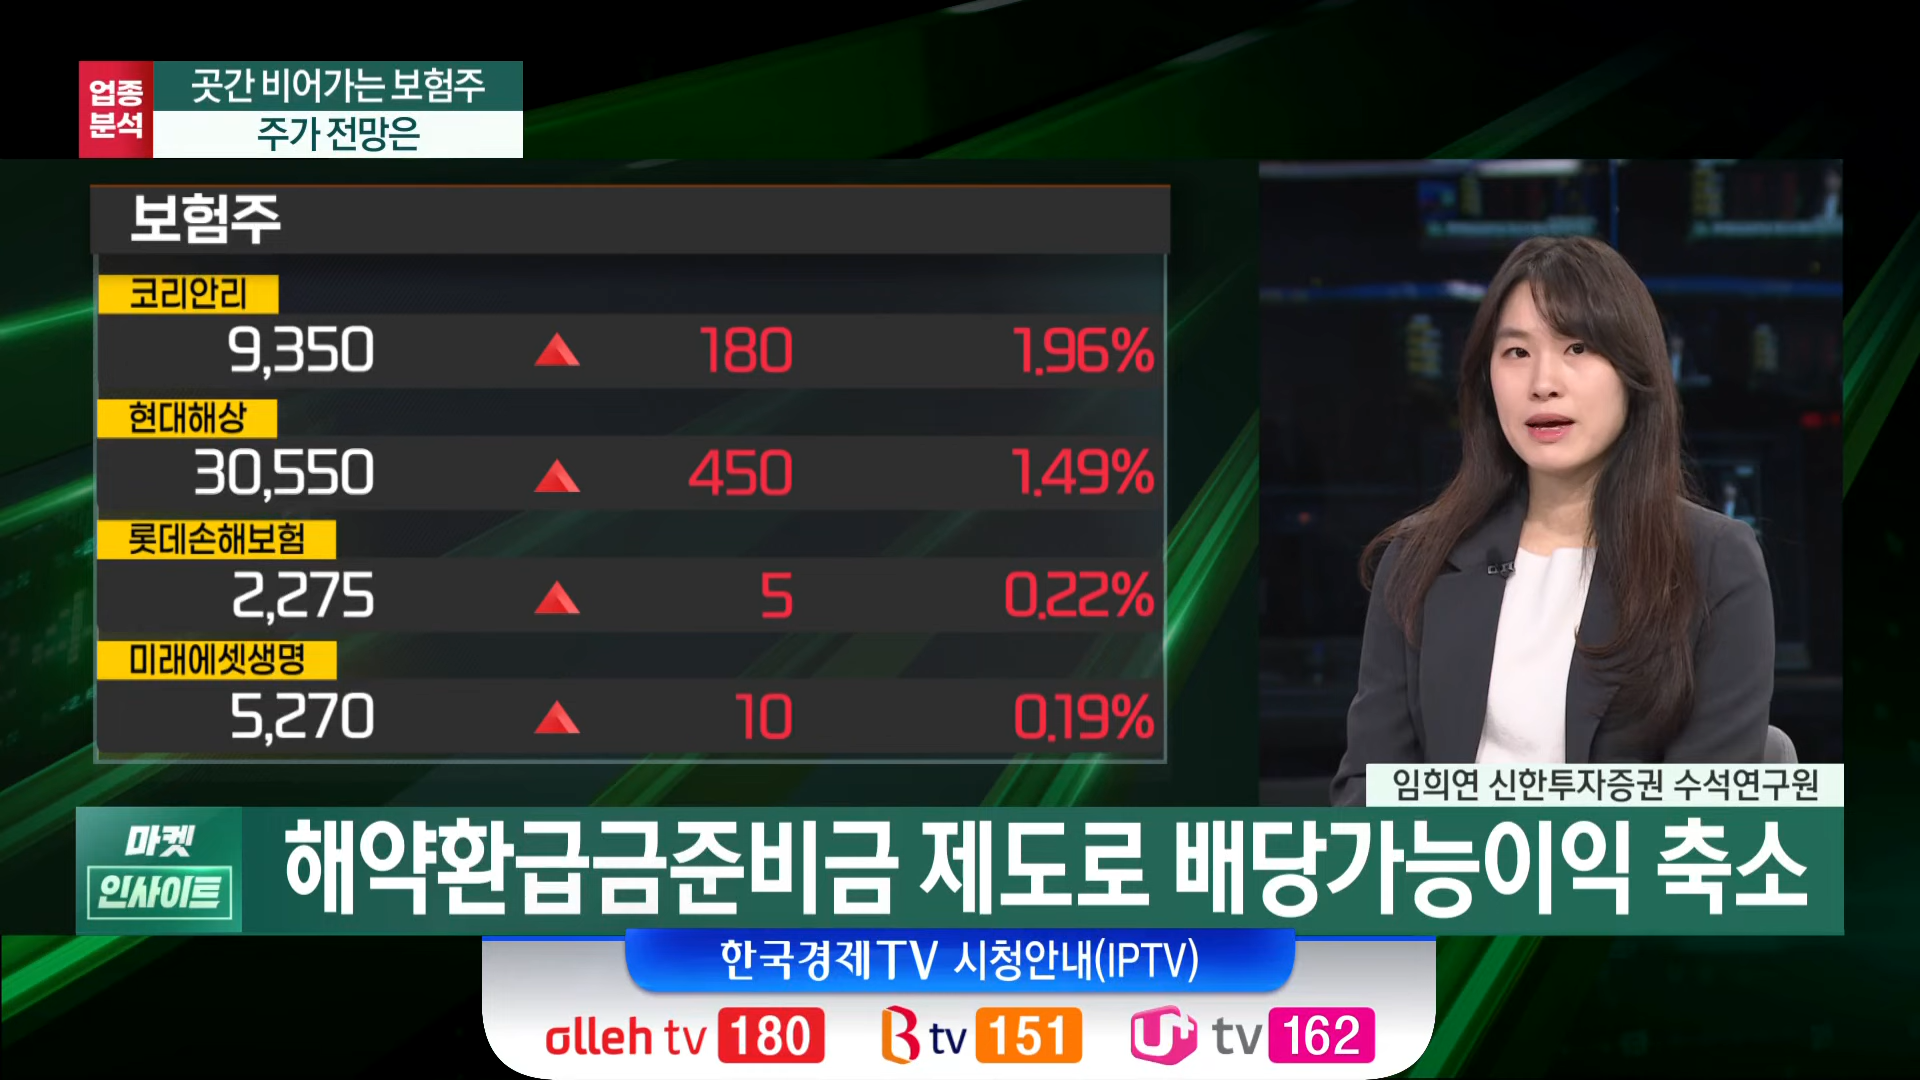 업종
분석
곳간 비어가는 보험주
주가 전망은
보험주
코리안리
9,350 ▲ 180 1.96%
현대해상
30,550 ▲ 450 1.49%
롯데손해보험
2,275 ▲ 5 0.22%
미래에셋생명
5,270 ▲ 10 0.19%
임희연 신한투자증권 수석연구원
마켓
인사이트
해약환급금준비금 제도로 배당가능이익 축소
한국경제TV 시청안내(IPTV)
olleh tv 180 B tv 151 U+ tv 162